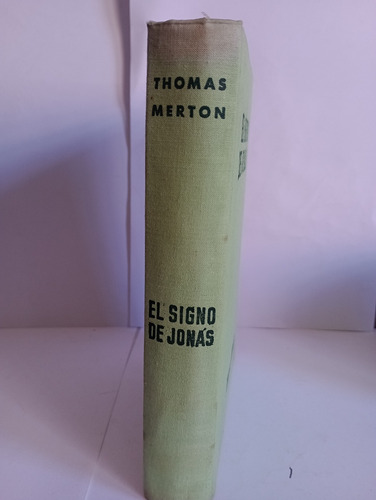 THOMAS
MERTON
EL SIGNO
DE JONÁS